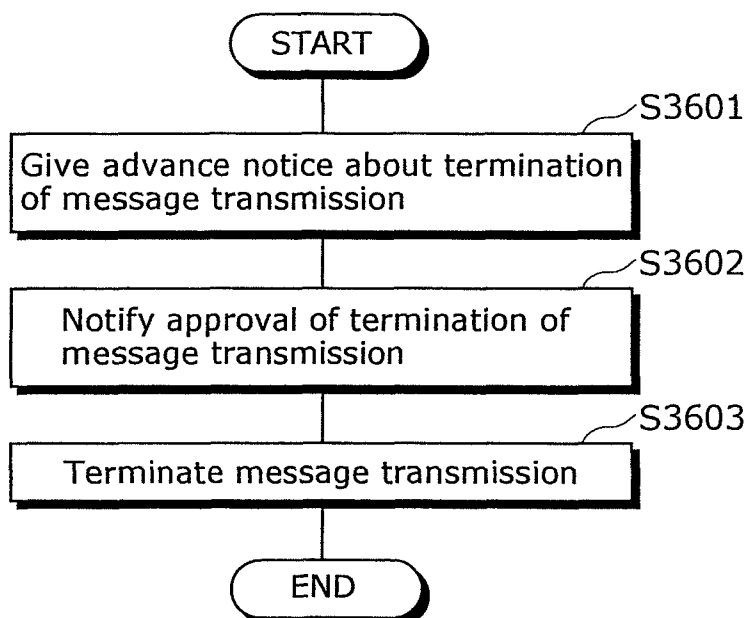 START
S3601
Give advance notice about termination
of message transmission
S3602
Notify approval of termination of
message transmission
S3603
Terminate message transmission
END